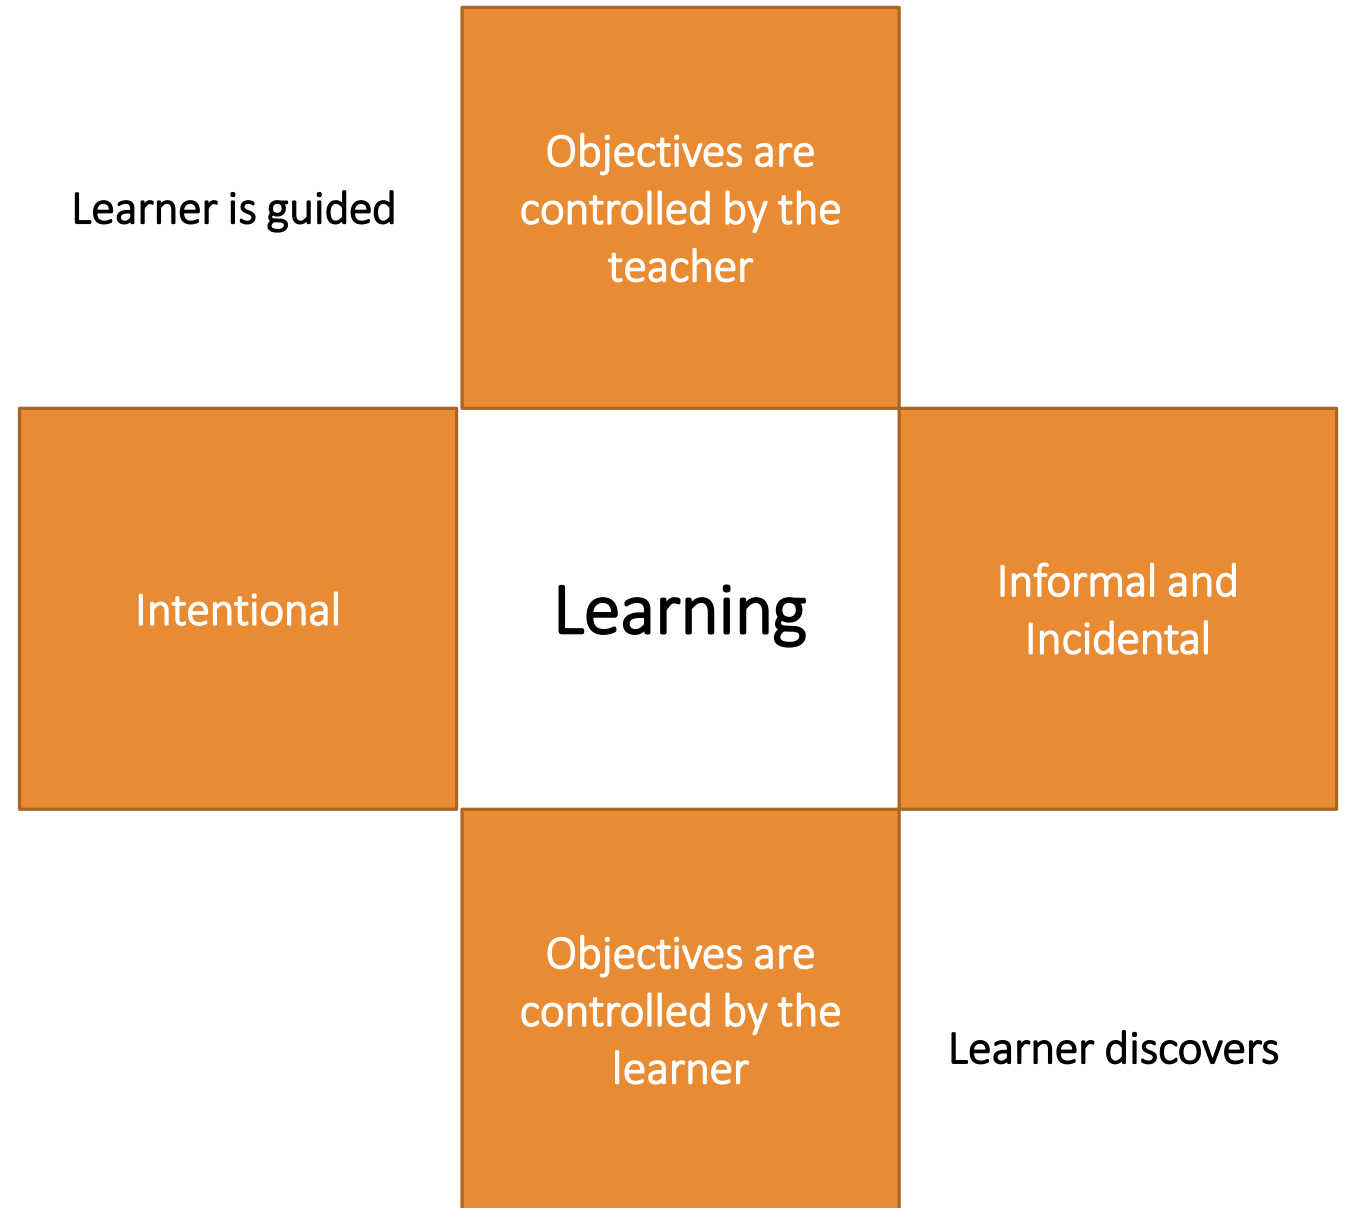 Objectives are
controlled by the
teacher
Learner is guided
Intentional
Learning
Informal and
Incidental
Objectives are
controlled by the
learner
Learner discovers